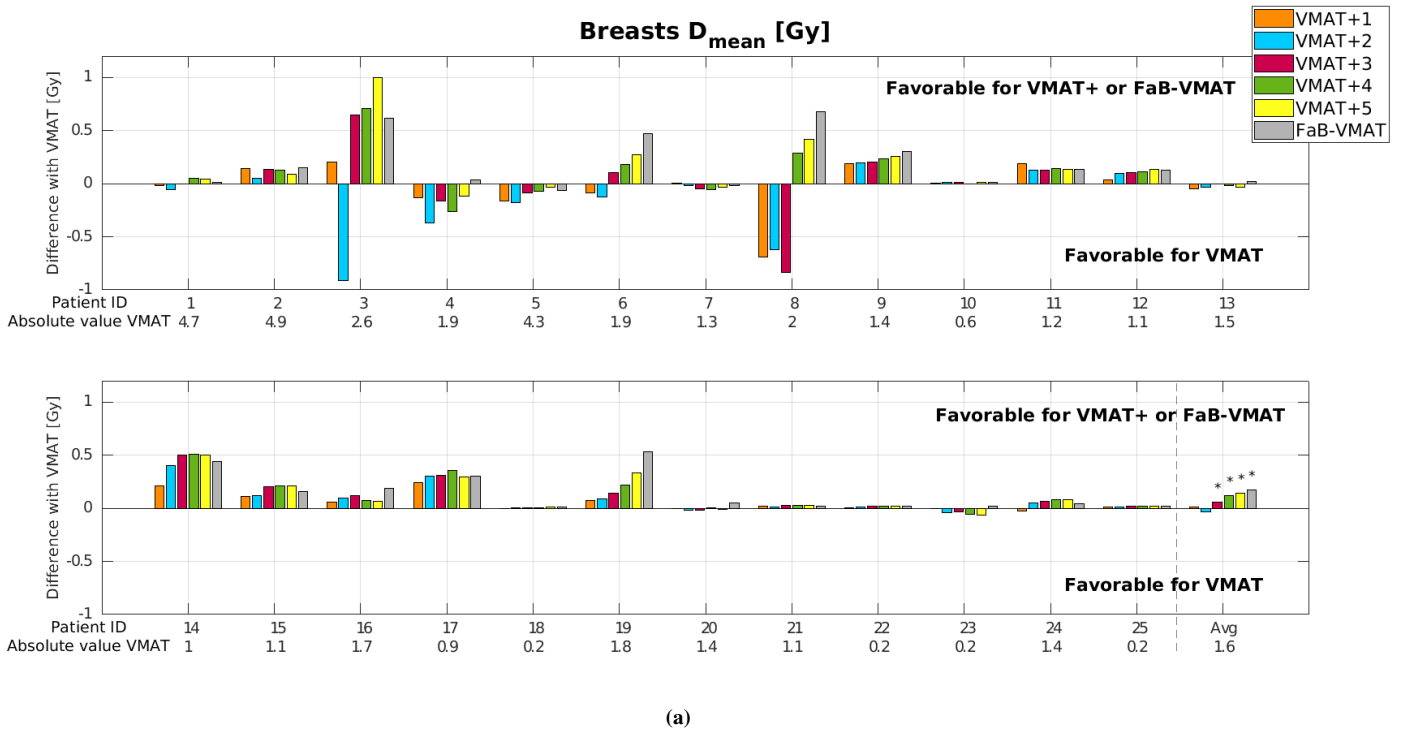 Breasts Dmean [Gy]
VMAT+1
VMAT+2
VMAT+3
VMAT+4
VMAT+5
FaB-VMAT
Difference with VMAT [Gy]
1
0.5
0
-0.5
-1
Favorable for VMAT+ or FaB-VMAT
Favorable for VMAT
Patient ID 1 2 3 4 5 6 7 8 9 10 11 12 13
Absolute value VMAT 4.7 4.9 2.6 1.9 4.3 1.9 1.3 2 1.4 0.6 1.2 1.1 1.5
Difference with VMAT [Gy]
1
0.5
0
-0.5
-1
Favorable for VMAT+ or FaB-VMAT
* * * *
Favorable for VMAT
Patient ID 14 15 16 17 18 19 20 21 22 23 24 25 Avg
Absolute value VMAT 1 1.1 1.7 0.9 0.2 1.8 1.4 1.1 0.2 0.2 1.4 0.2 1.6
(a)